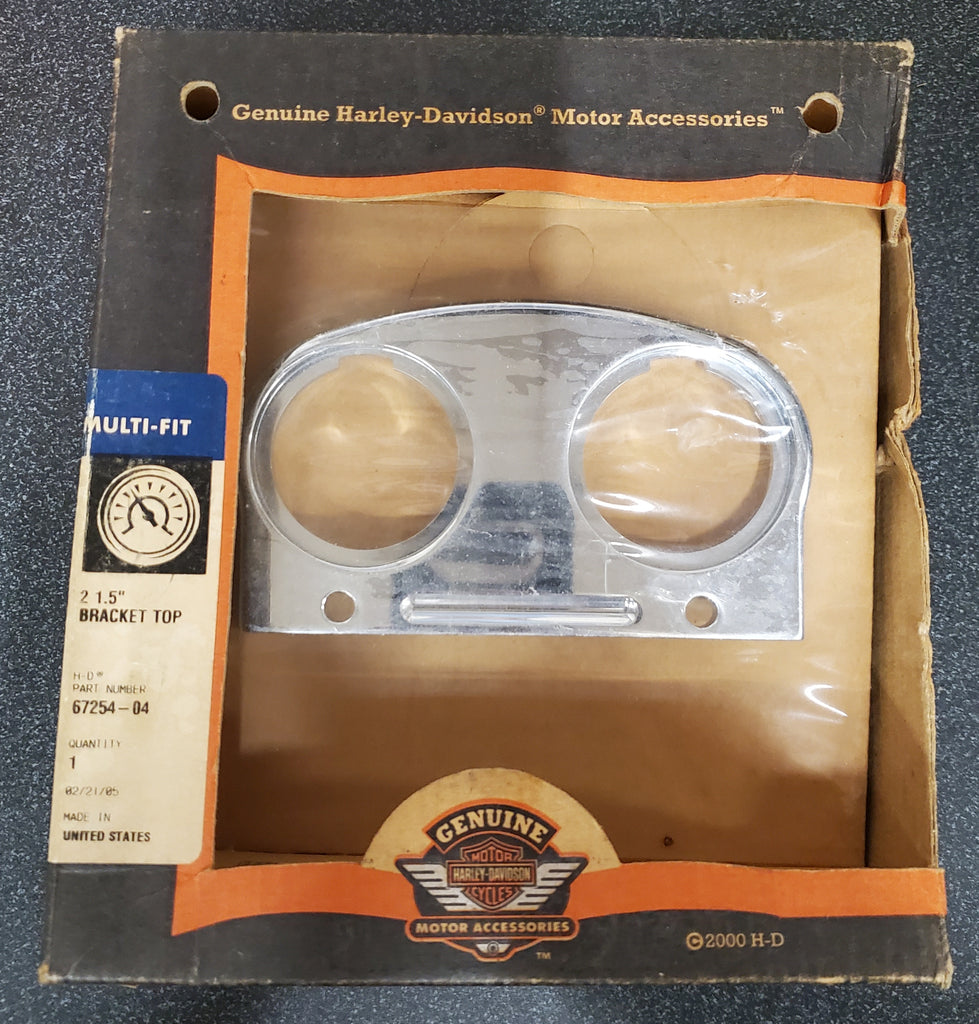 Genuine Harley-Davidson® Motor Accessories™
MULTI-FIT
2 1.5"
BRACKET TOP
H-D®
PART NUMBER
67254-04
QUANTITY
1
02/21/05
MADE IN
UNITED STATES
GENUINE
MOTOR
HARLEY-DAVIDSON
CYCLES
MOTOR ACCESSORIES
™
©2000 H-D